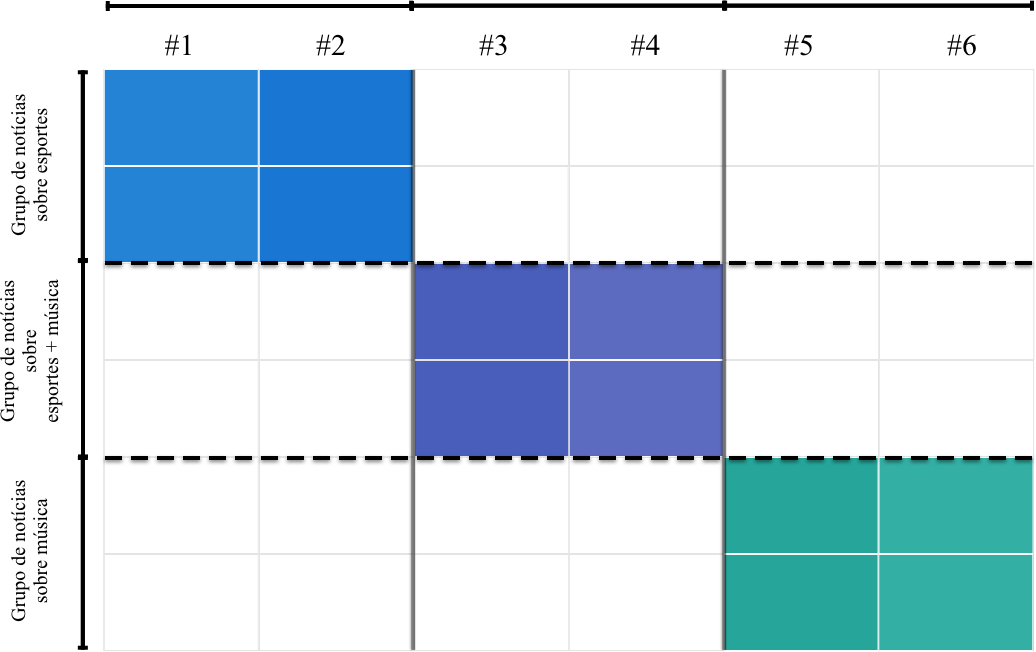 #1 #2 #3 #4 #5 #6
Grupo de notícias
sobre esportes
Grupo de notícias
sobre
esportes + música
Grupo de notícias
sobre música